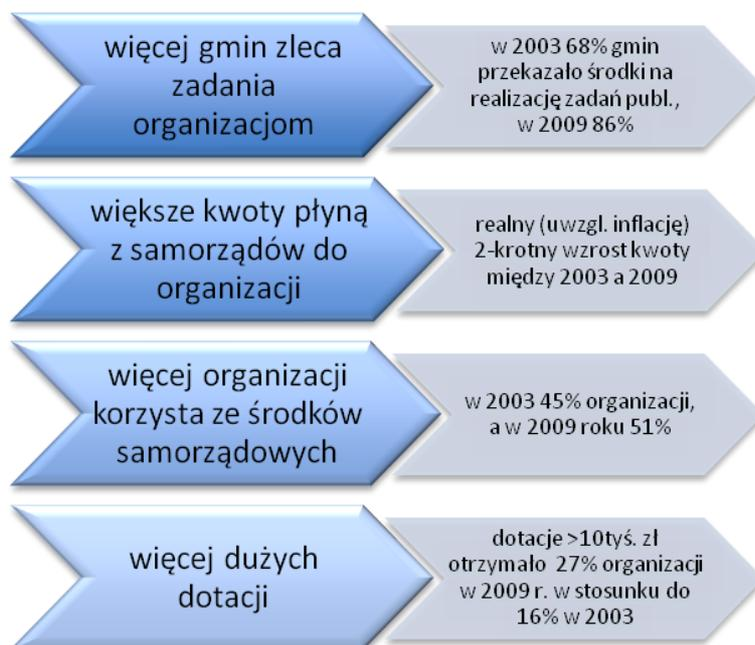 więcej gmin zleca
zadania
organizacjom
w 2003 68% gmin
przekazało środki na
realizację zadań publ.,
w 2009 86%
większe kwoty płyną
z samorządów do
organizacji
realny (uwzgl. inflację)
2-krotny wzrost kwoty
między 2003 a 2009
więcej organizacji
korzysta ze środków
samorządowych
w 2003 45% organizacji,
a w 2009 roku 51%
więcej dużych
dotacji
dotacje >10tyś. zł
otrzymało 27% organizacji
w 2009 r. w stosunku do
16% w 2003